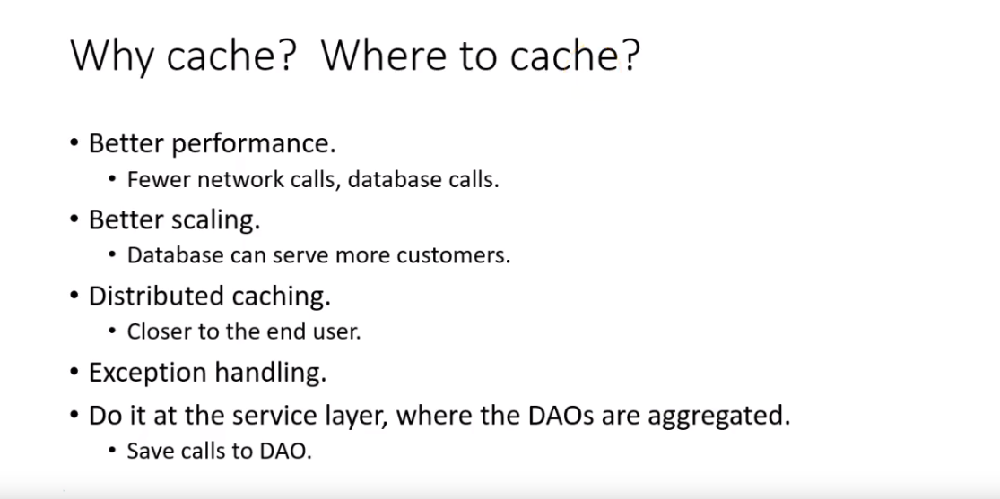 Why cache?  Where to cache?
• Better performance.
• Fewer network calls, database calls.
• Better scaling.
• Database can serve more customers.
• Distributed caching.
• Closer to the end user.
• Exception handling.
• Do it at the service layer, where the DAOs are aggregated.
• Save calls to DAO.